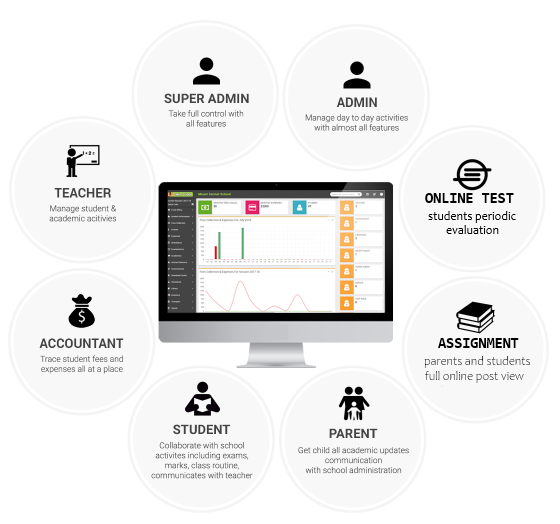 SUPER ADMIN
Take full control with
all features
ADMIN
Manage day to day activities
with almost all features
1+2=
TEACHER
Manage student &
academic acitivies
ONLINE TEST
students periodic
evaluation
ACCOUNTANT
Trace student fees and
expenses all at a place
$
ASSIGNMENT
parents and students
full online post view
STUDENT
Collaborate with school
activites including exams,
marks, class routine,
communicates with teacher
PARENT
Get child all academic updates
communication
with school administration